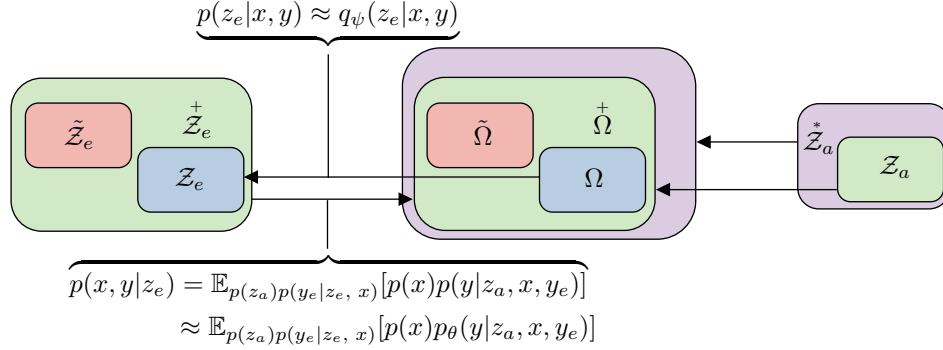 p(z_e|x, y) ≈ q_ψ(z_e|x, y)
Z̃_e
Z⁺_e
Z_e
Ω̃
Ω⁺
Ω
Z*_a
Z_a
p(x, y|z_e) = 𝔼_{p(z_a)p(y_e|z_e, x)}[p(x)p(y|z_a, x, y_e)]
≈ 𝔼_{p(z_a)p(y_e|z_e, x)}[p(x)p_θ(y|z_a, x, y_e)]